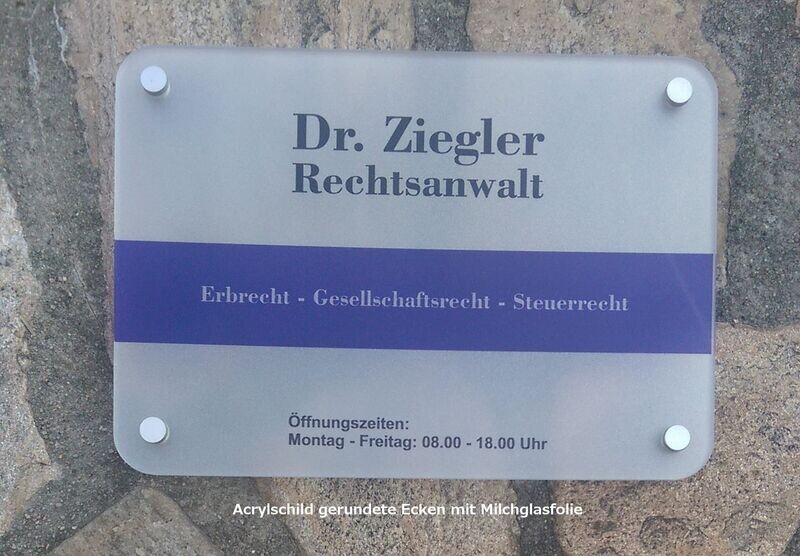 Dr. Ziegler
Rechtsanwalt
Erbrecht - Gesellschaftsrecht - Steuerrecht
Öffnungszeiten:
Montag - Freitag: 08.00 - 18.00 Uhr
Acrylschild gerundete Ecken mit Milchglasfolie